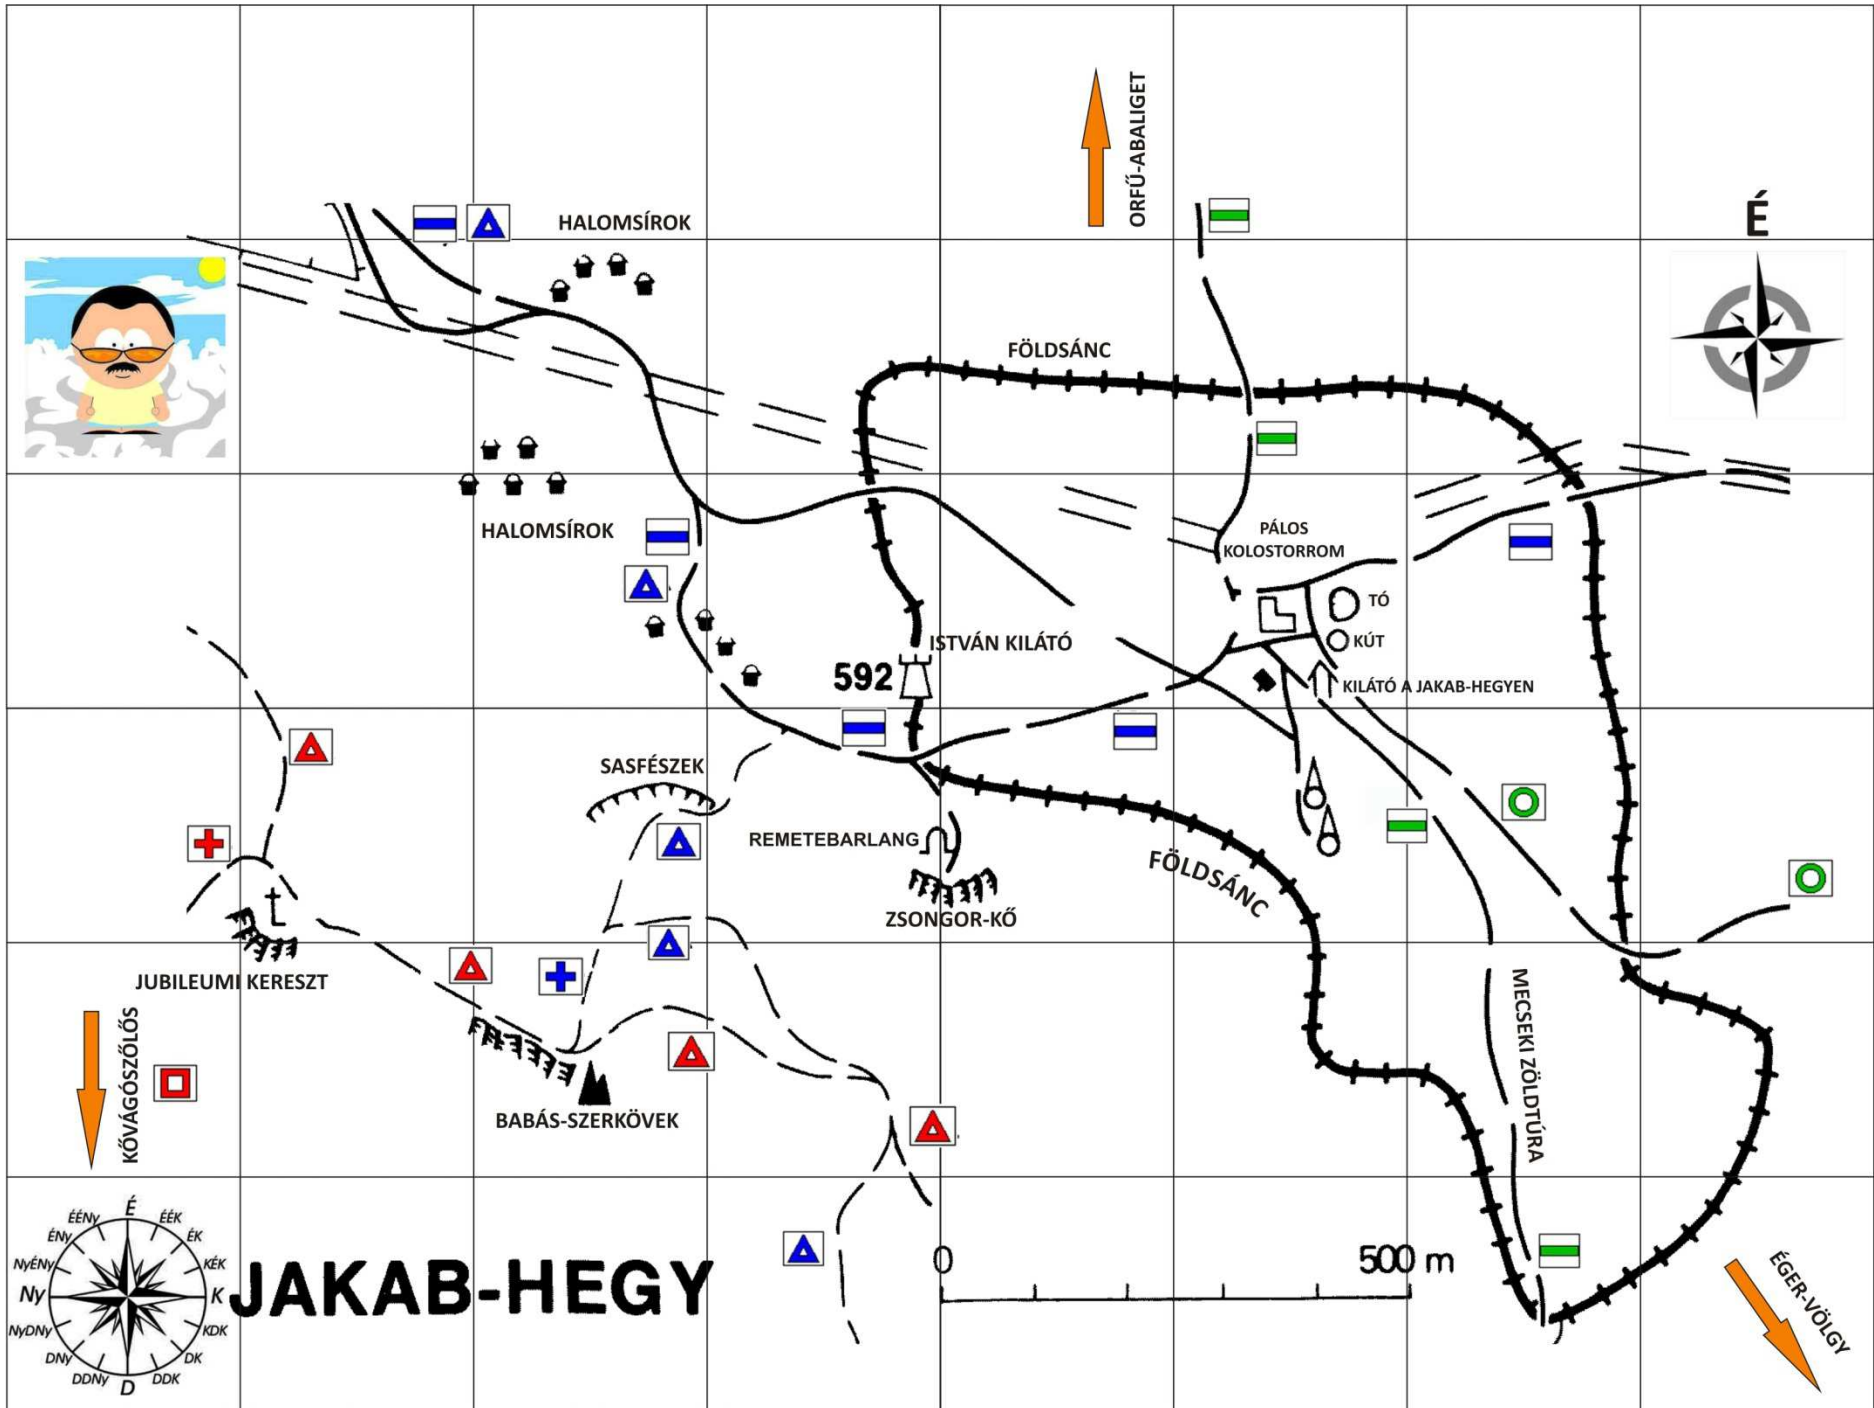 ORFŰ-ABALIGET
HALOMSÍROK
É
FÖLDSÁNC
HALOMSÍROK
PÁLOS
KOLOSTORROM
TÓ
KÚT
ISTVÁN KILÁTÓ
592
KILÁTÓ A JAKAB-HEGYEN
SASFÉSZEK
REMETEBARLANG
FÖLDSÁNC
ZSONGOR-KŐ
JUBILEUMI KERESZT
KŐVÁGÓSZŐLŐS
BABÁS-SZERKÖVEK
MECSEKI ZÖLDTÚRA
ÉGER-VÖLGY
É
ÉÉNy
ÉÉK
ÉNy
ÉK
NyÉNy
KÉK
Ny
K
NyDNy
KDK
DNy
DK
DDNy
DDK
D
JAKAB-HEGY
0
500 m